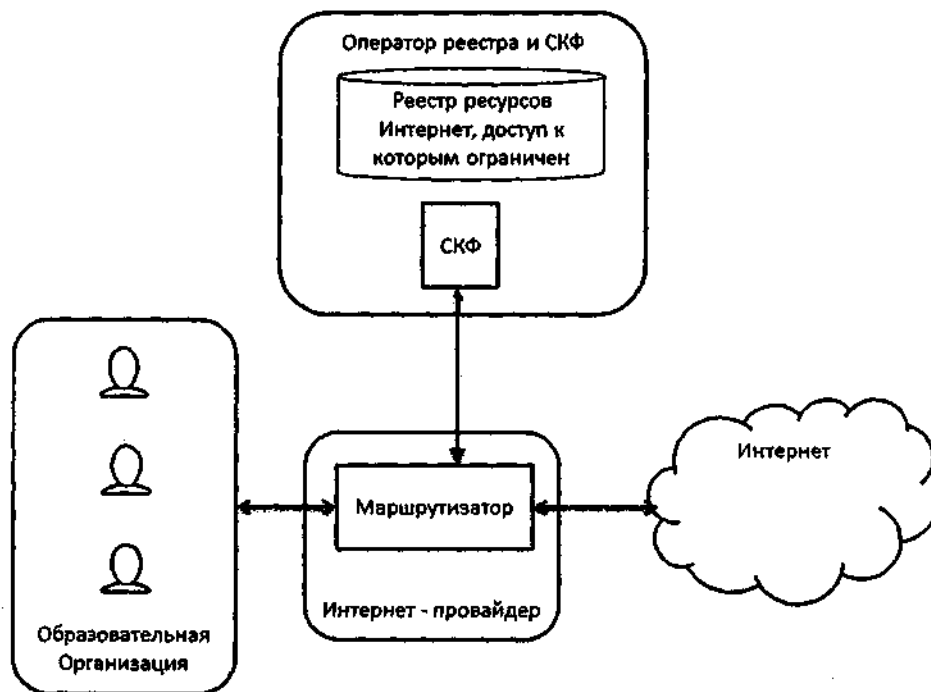 Оператор реестра и СКФ
Реестр ресурсов
Интернет, доступ к
которым ограничен
СКФ
Интернет
Маршрутизатор
Интернет - провайдер
Образовательная
Организация